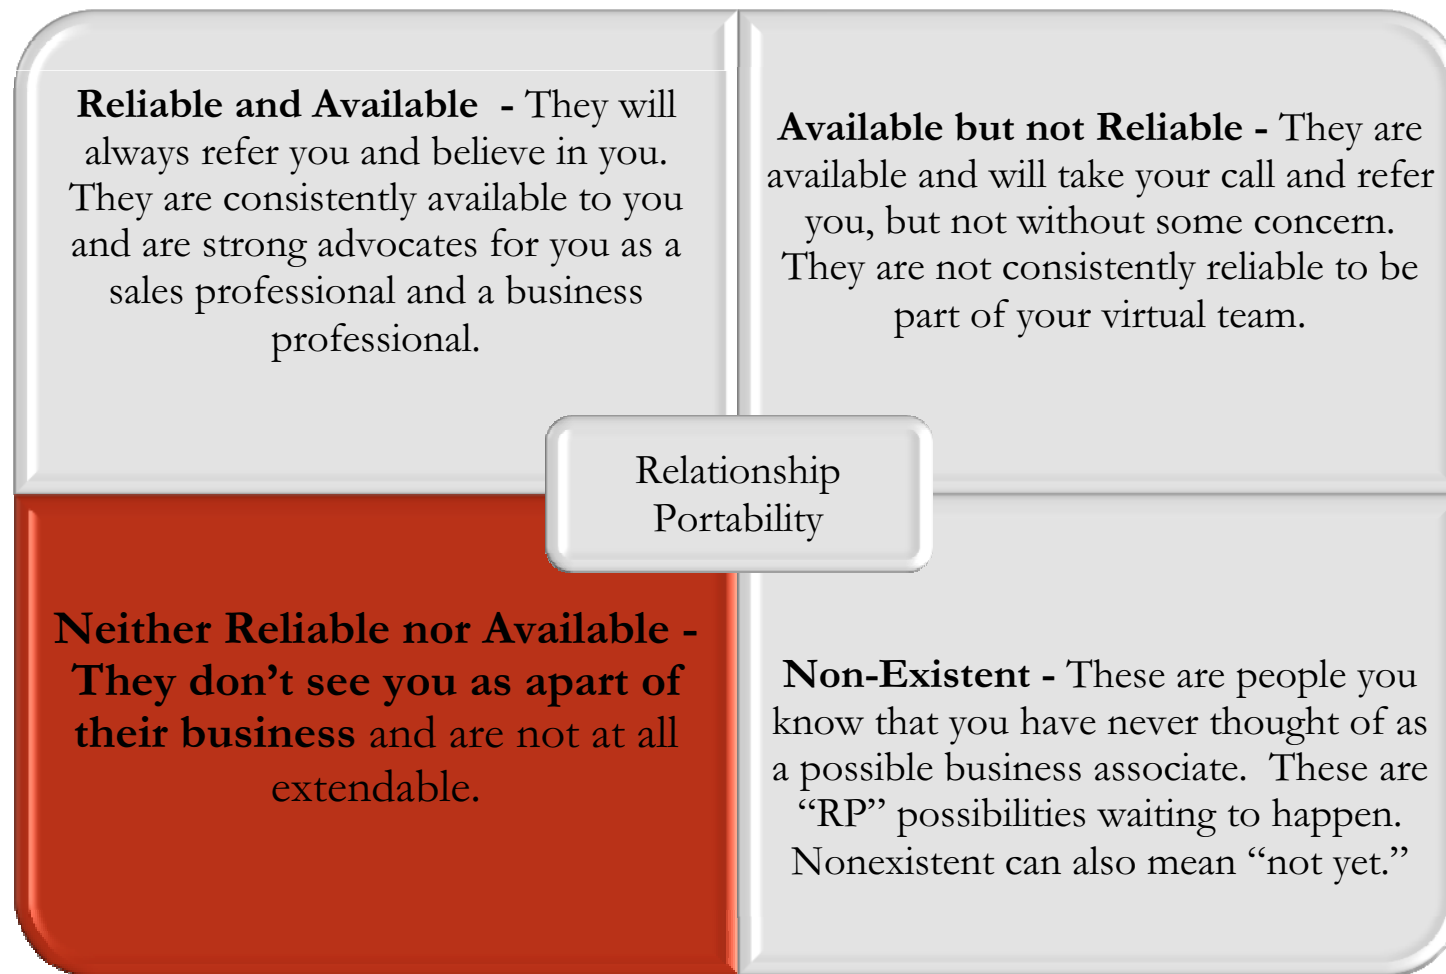 Reliable and Available - They will
always refer you and believe in you.
They are consistently available to you
and are strong advocates for you as a
sales professional and a business
professional.
Available but not Reliable - They are
available and will take your call and refer
you, but not without some concern.
They are not consistently reliable to be
part of your virtual team.
Relationship
Portability
Neither Reliable nor Available -
They don’t see you as apart of
their business and are not at all
extendable.
Non-Existent - These are people you
know that you have never thought of as
a possible business associate. These are
“RP” possibilities waiting to happen.
Nonexistent can also mean “not yet.”